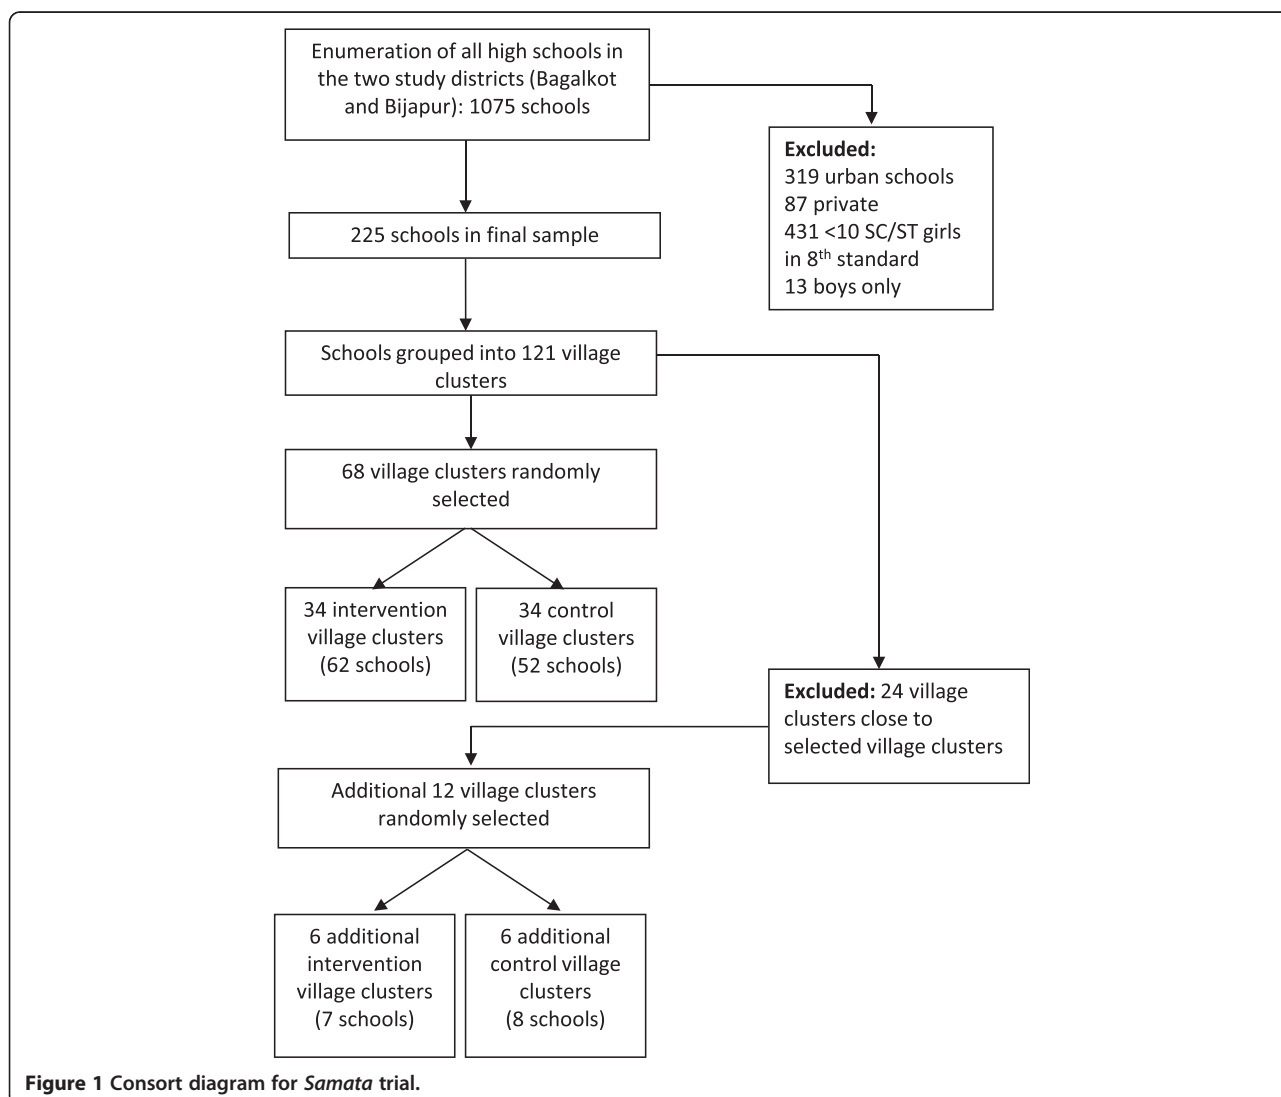 Enumeration of all high schools in
the two study districts (Bagalkot
and Bijapur): 1075 schools
Excluded:
319 urban schools
87 private
431 <10 SC/ST girls
in 8th standard
13 boys only
225 schools in final sample
Schools grouped into 121 village
clusters
68 village clusters randomly
selected
34 intervention
village clusters
(62 schools)
34 control
village clusters
(52 schools)
Excluded: 24 village
clusters close to
selected village clusters
Additional 12 village clusters
randomly selected
6 additional
intervention
village clusters
(7 schools)
6 additional
control village
clusters
(8 schools)
Figure 1 Consort diagram for Samata trial.